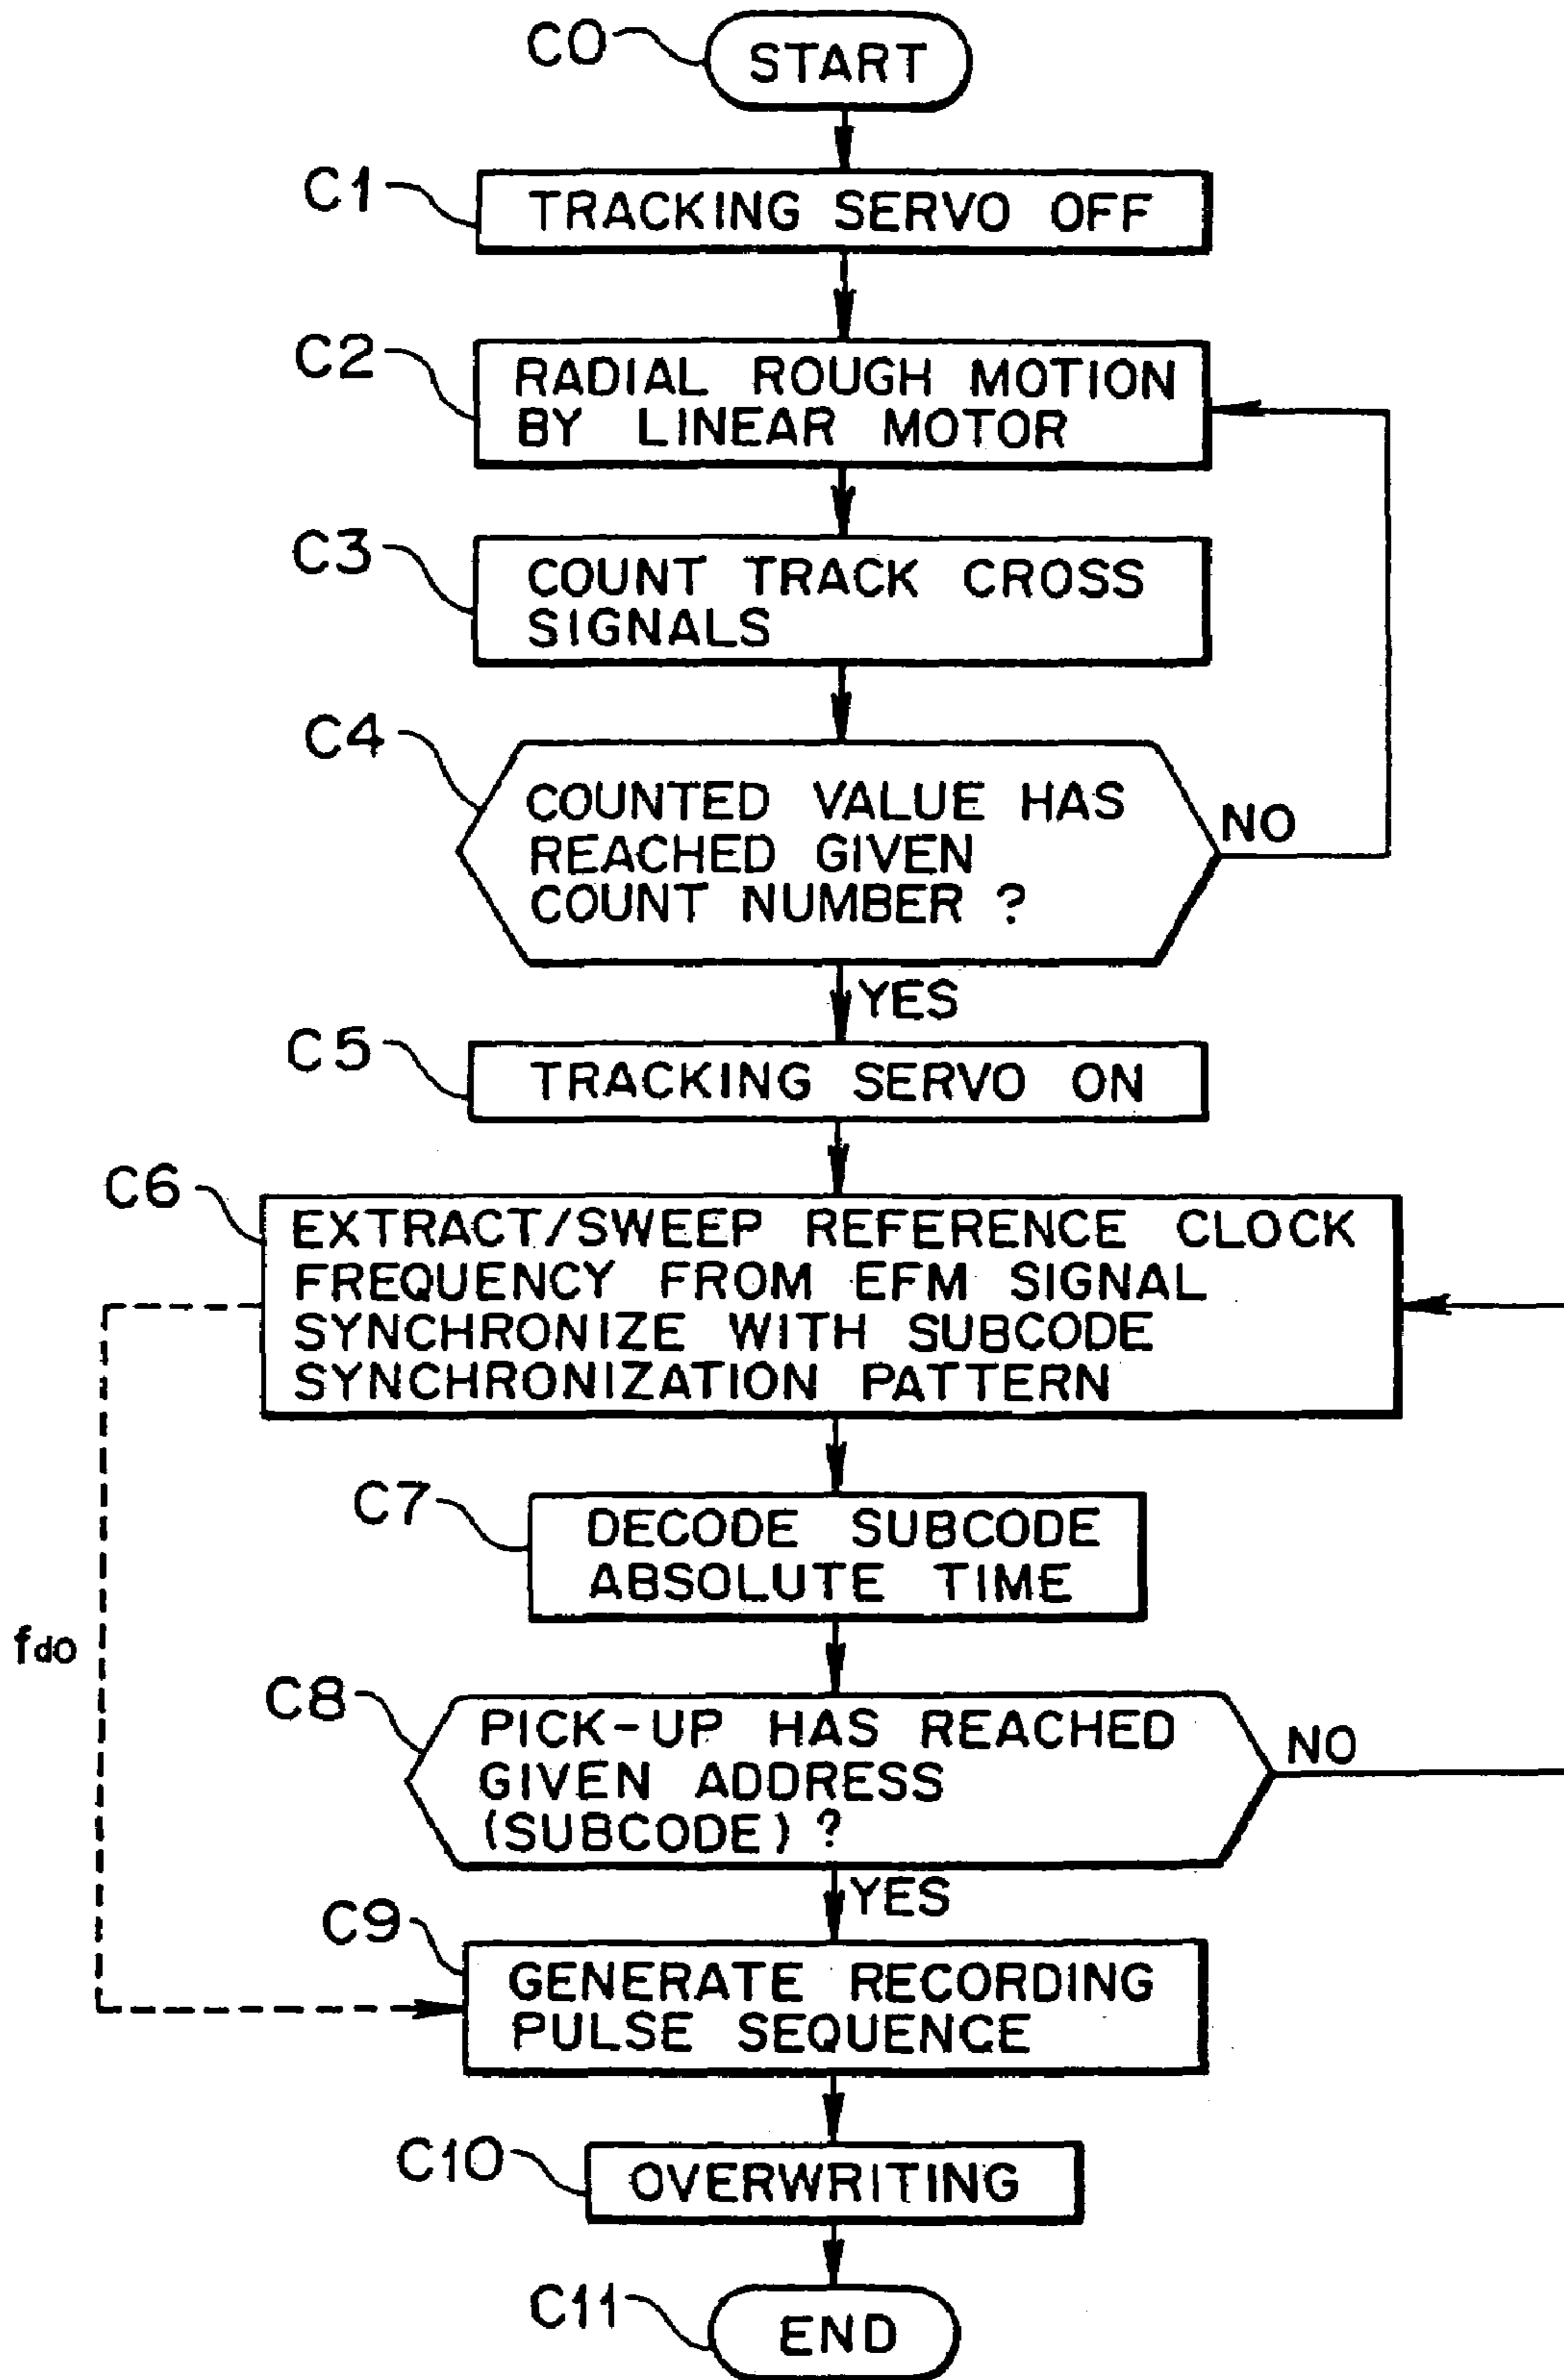 C0
START
C1
TRACKING SERVO OFF
C2
RADIAL ROUGH MOTION
BY LINEAR MOTOR
C3
COUNT TRACK CROSS
SIGNALS
C4
COUNTED VALUE HAS
REACHED GIVEN
COUNT NUMBER ?
NO
YES
C5
TRACKING SERVO ON
C6
EXTRACT/SWEEP REFERENCE CLOCK
FREQUENCY FROM EFM SIGNAL
SYNCHRONIZE WITH SUBCODE
SYNCHRONIZATION PATTERN
C7
DECODE SUBCODE
ABSOLUTE TIME
fdo
C8
PICK-UP HAS REACHED
GIVEN ADDRESS
(SUBCODE) ?
NO
YES
C9
GENERATE RECORDING
PULSE SEQUENCE
C10
OVERWRITING
C11
END